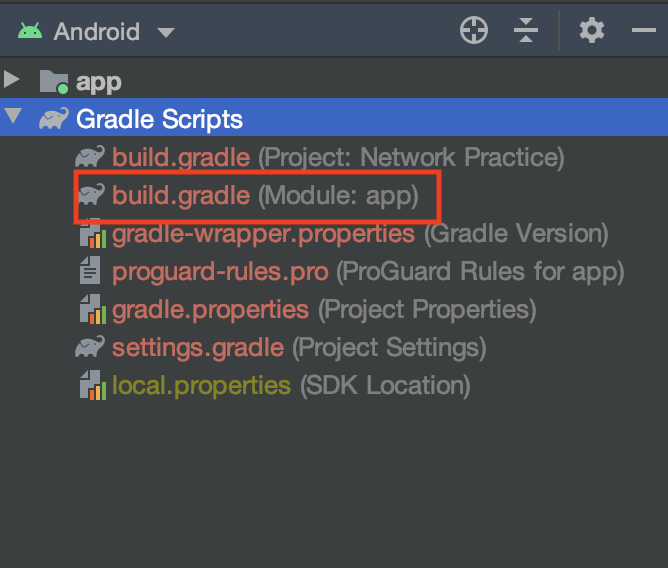 Android
app
Gradle Scripts
build.gradle (Project: Network Practice)
build.gradle (Module: app)
gradle-wrapper.properties (Gradle Version)
proguard-rules.pro (ProGuard Rules for app)
gradle.properties (Project Properties)
settings.gradle (Project Settings)
local.properties (SDK Location)